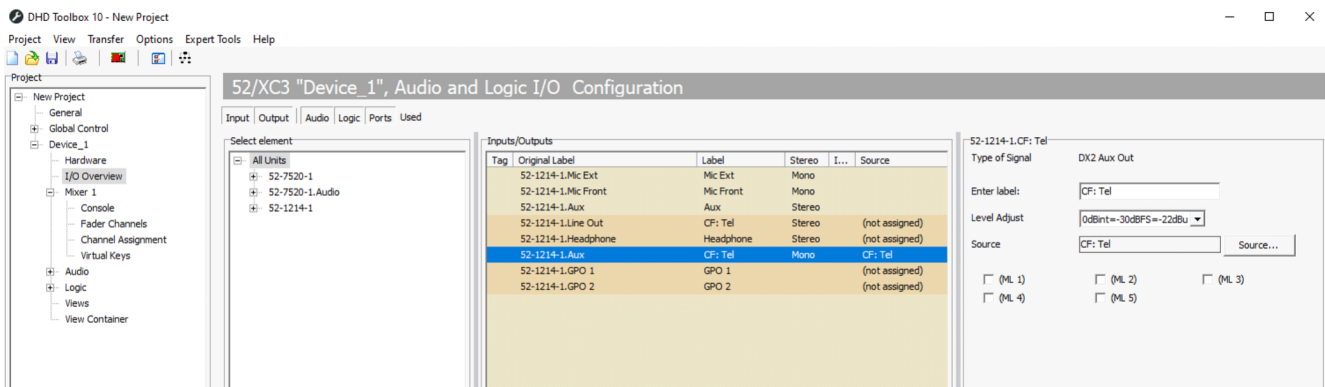 DHD Toolbox 10 - New Project
Project View Transfer Options Expert Tools Help
Project
New Project
General
Global Control
Device_1
Hardware
I/O Overview
Mixer 1
Console
Fader Channels
Channel Assignment
Virtual Keys
Audio
Logic
Views
View Container
52/XC3 "Device_1", Audio and Logic I/O Configuration
Input Output Audio Logic Ports Used
Select element
All Units
52-7520-1
52-7520-1.Audio
52-1214-1
Inputs/Outputs
Tag Original Label Label Stereo I... Source
52-1214-1.Mic Ext Mic Ext Mono
52-1214-1.Mic Front Mic Front Mono
52-1214-1.Aux Aux Stereo
52-1214-1.Line Out CF: Tel Stereo (not assigned)
52-1214-1.Headphone Headphone Stereo (not assigned)
52-1214-1.Aux CF: Tel Mono CF: Tel
52-1214-1.GPO 1 GPO 1 (not assigned)
52-1214-1.GPO 2 GPO 2 (not assigned)
52-1214-1.CF: Tel
Type of Signal DX2 Aux Out
Enter label: CF: Tel
Level Adjust 0dBint=-30dBFS=-22dBu
Source CF: Tel Source...
(ML 1) (ML 2) (ML 3)
(ML 4) (ML 5)